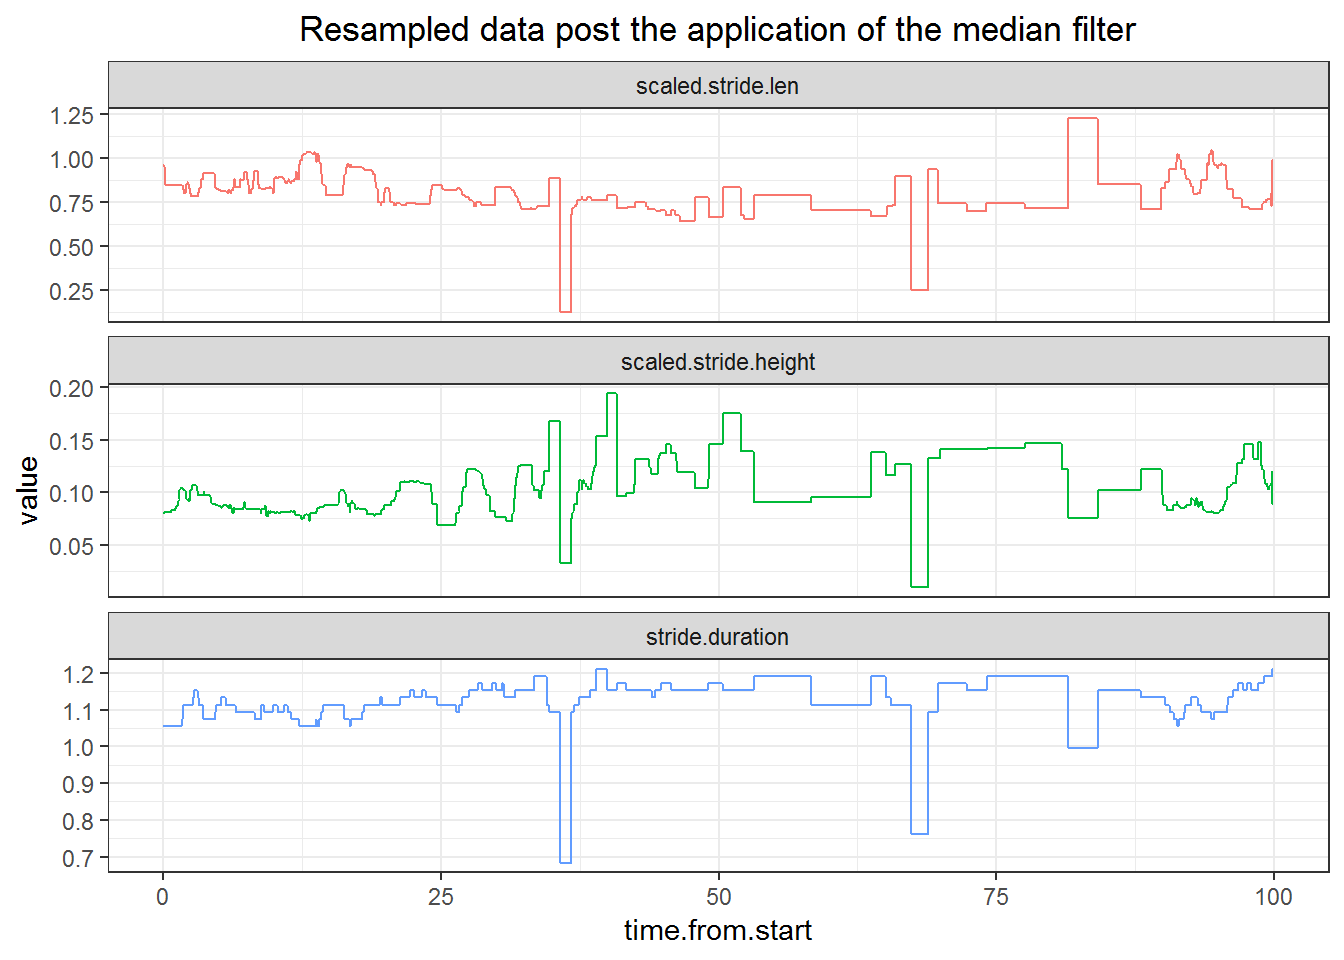 Resampled data post the application of the median filter
scaled.stride.len
1.25
1.00
0.75
0.50
0.25
scaled.stride.height
0.20
0.15
0.10
0.05
value
stride.duration
1.2
1.1
1.0
0.9
0.8
0.7
0 25 50 75 100
time.from.start